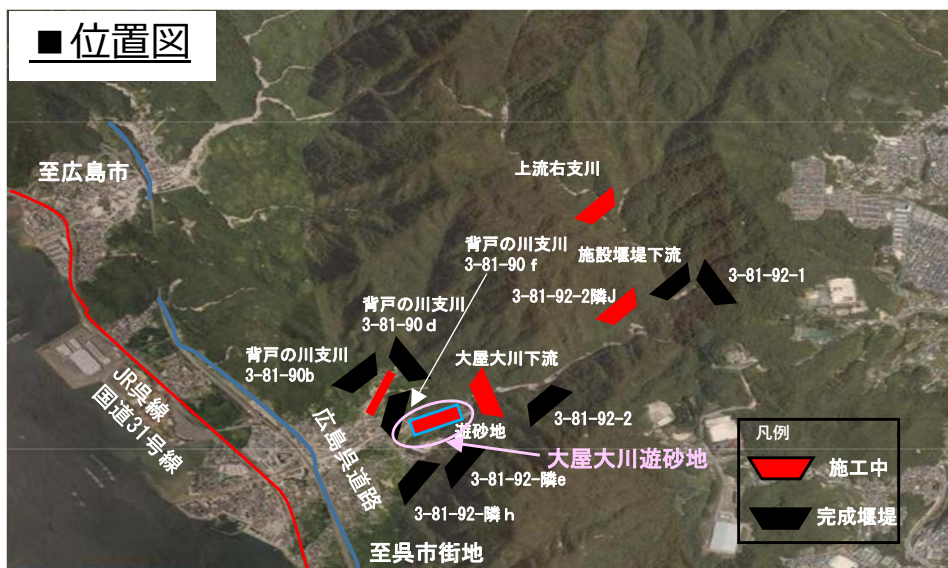 ■位置図
至広島市
上流右支川
背戸の川支川
3-81-90 f
施設堰堤下流
3-81-92-1
3-81-92-2隣J
背戸の川支川
3-81-90 d
背戸の川支川
3-81-90b
大屋大川下流
3-81-92-2
JR呉線
国道31号線
広島呉道路
遊砂地
大屋大川遊砂地
3-81-92-隣e
3-81-92-隣h
至呉市街地
凡例
施工中
完成堰堤